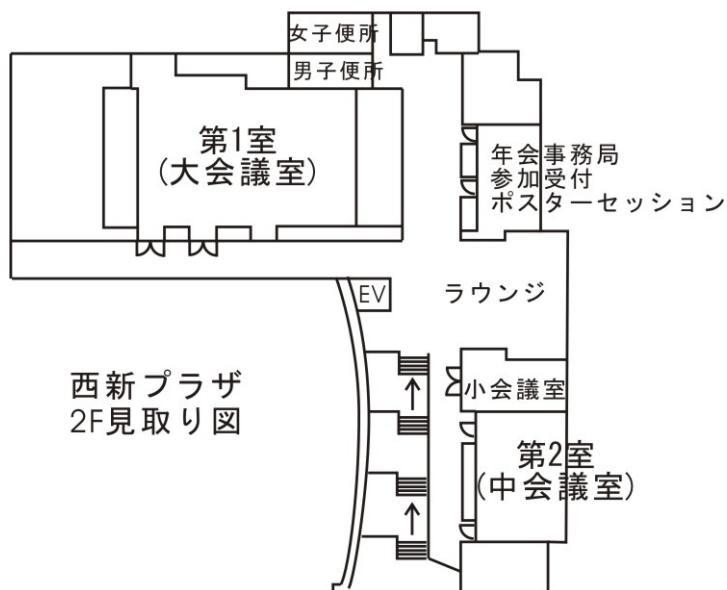 女子便所
男子便所
第1室
(大会議室)
年会事務局
参加受付
ポスターセッション
EV
ラウンジ
西新プラザ
2F見取り図
小会議室
第2室
(中会議室)